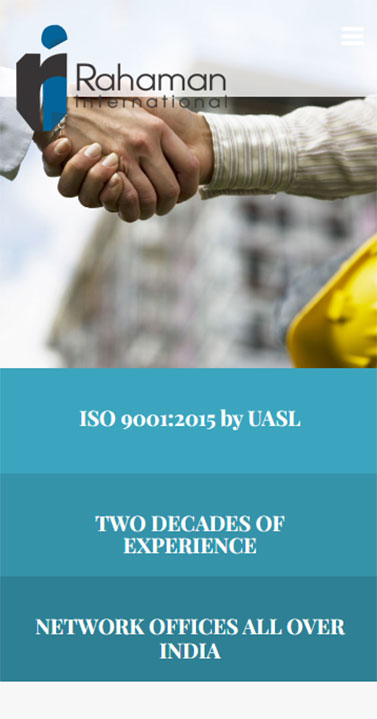 Rahaman
International
ISO 9001:2015 by UASL
TWO DECADES OF
EXPERIENCE
NETWORK OFFICES ALL OVER
INDIA